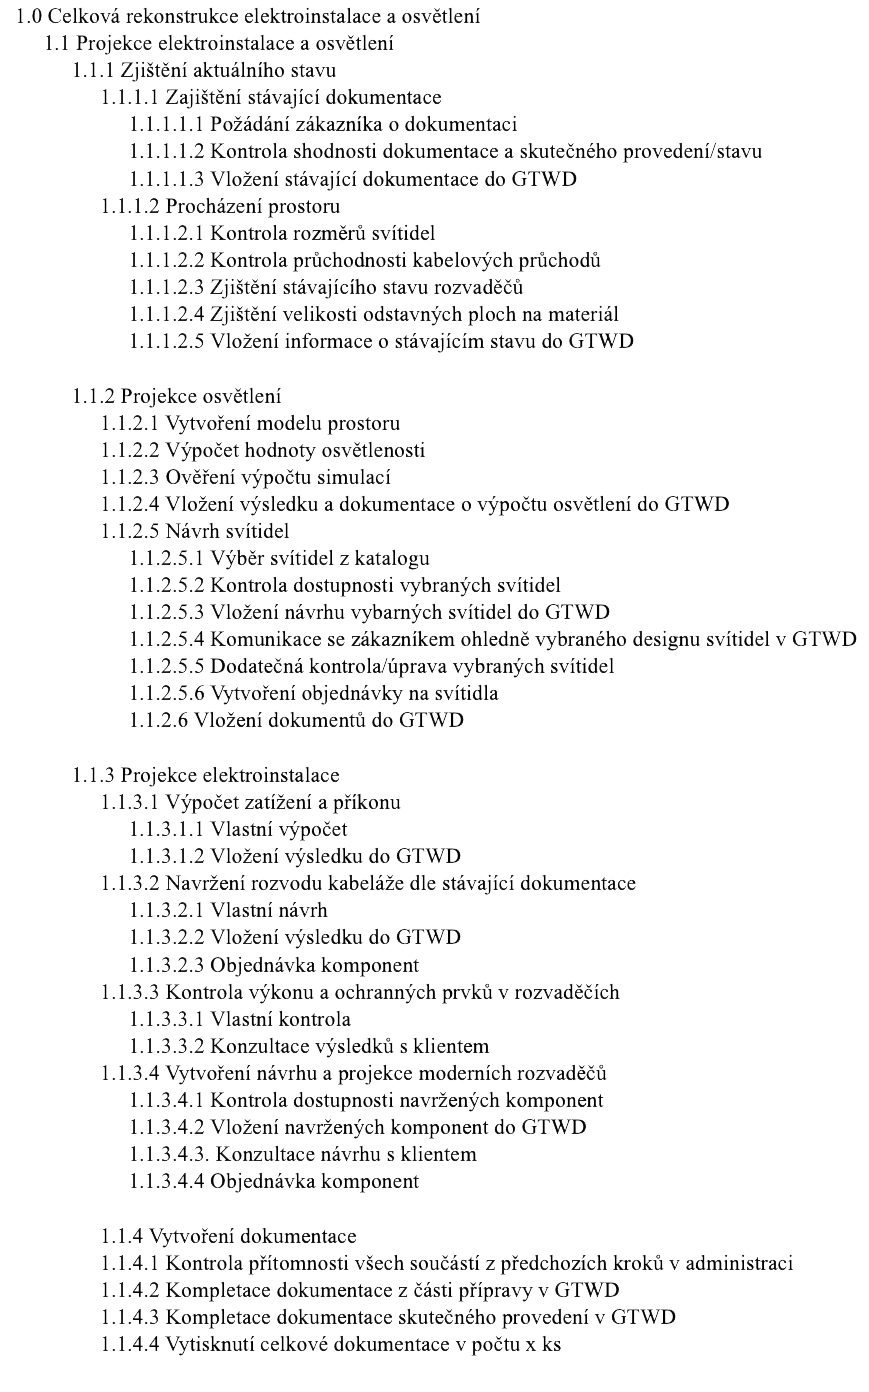 1.0 Celková rekonstrukce elektroinstalace a osvětlení
1.1 Projekce elektroinstalace a osvětlení
1.1.1 Zjištění aktuálního stavu
1.1.1.1 Zajištění stávající dokumentace
1.1.1.1.1 Požádání zákazníka o dokumentaci
1.1.1.1.2 Kontrola shodnosti dokumentace a skutečného provedení/stavu
1.1.1.1.3 Vložení stávající dokumentace do GTWD
1.1.1.2 Procházení prostoru
1.1.1.2.1 Kontrola rozměrů svítidel
1.1.1.2.2 Kontrola průchodnosti kabelových průchodů
1.1.1.2.3 Zjištění stávajícího stavu rozvaděčů
1.1.1.2.4 Zjištění velikosti odstavných ploch na materiál
1.1.1.2.5 Vložení informace o stávajícím stavu do GTWD
1.1.2 Projekce osvětlení
1.1.2.1 Vytvoření modelu prostoru
1.1.2.2 Výpočet hodnoty osvětlenosti
1.1.2.3 Ověření výpočtu simulací
1.1.2.4 Vložení výsledku a dokumentace o výpočtu osvětlení do GTWD
1.1.2.5 Návrh svítidel
1.1.2.5.1 Výběr svítidel z katalogu
1.1.2.5.2 Kontrola dostupnosti vybraných svítidel
1.1.2.5.3 Vložení návrhu vybarných svítidel do GTWD
1.1.2.5.4 Komunikace se zákazníkem ohledně vybraného designu svítidel v GTWD
1.1.2.5.5 Dodatečná kontrola/úprava vybraných svítidel
1.1.2.5.6 Vytvoření objednávky na svítidla
1.1.2.6 Vložení dokumentů do GTWD
1.1.3 Projekce elektroinstalace
1.1.3.1 Výpočet zatížení a příkonu
1.1.3.1.1 Vlastní výpočet
1.1.3.1.2 Vložení výsledku do GTWD
1.1.3.2 Navržení rozvodu kabeláže dle stávající dokumentace
1.1.3.2.1 Vlastní návrh
1.1.3.2.2 Vložení výsledku do GTWD
1.1.3.2.3 Objednávka komponent
1.1.3.3 Kontrola výkonu a ochranných prvků v rozvaděčích
1.1.3.3.1 Vlastní kontrola
1.1.3.3.2 Konzultace výsledků s klientem
1.1.3.4 Vytvoření návrhu a projekce moderních rozvaděčů
1.1.3.4.1 Kontrola dostupnosti navržených komponent
1.1.3.4.2 Vložení navržených komponent do GTWD
1.1.3.4.3. Konzultace návrhu s klientem
1.1.3.4.4 Objednávka komponent
1.1.4 Vytvoření dokumentace
1.1.4.1 Kontrola přítomnosti všech součástí z předchozích kroků v administraci
1.1.4.2 Kompletace dokumentace z části přípravy v GTWD
1.1.4.3 Kompletace dokumentace skutečného provedení v GTWD
1.1.4.4 Vytisknutí celkové dokumentace v počtu x ks